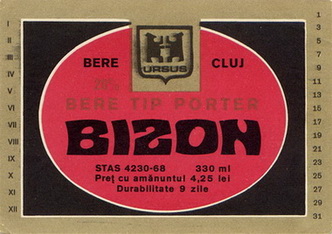 URSUS
BERE CLUJ
20%
BERE TIP PORTER
BIZON
STAS 4230-68 330 ml
Preț cu amănuntul 4,25 lei
Durabilitate 9 zile
I
II
III
IV
V
VI
VII
VIII
IX
X
XI
XII
1
3
5
7
9
11
13
15
17
19
21
23
25
27
29
31